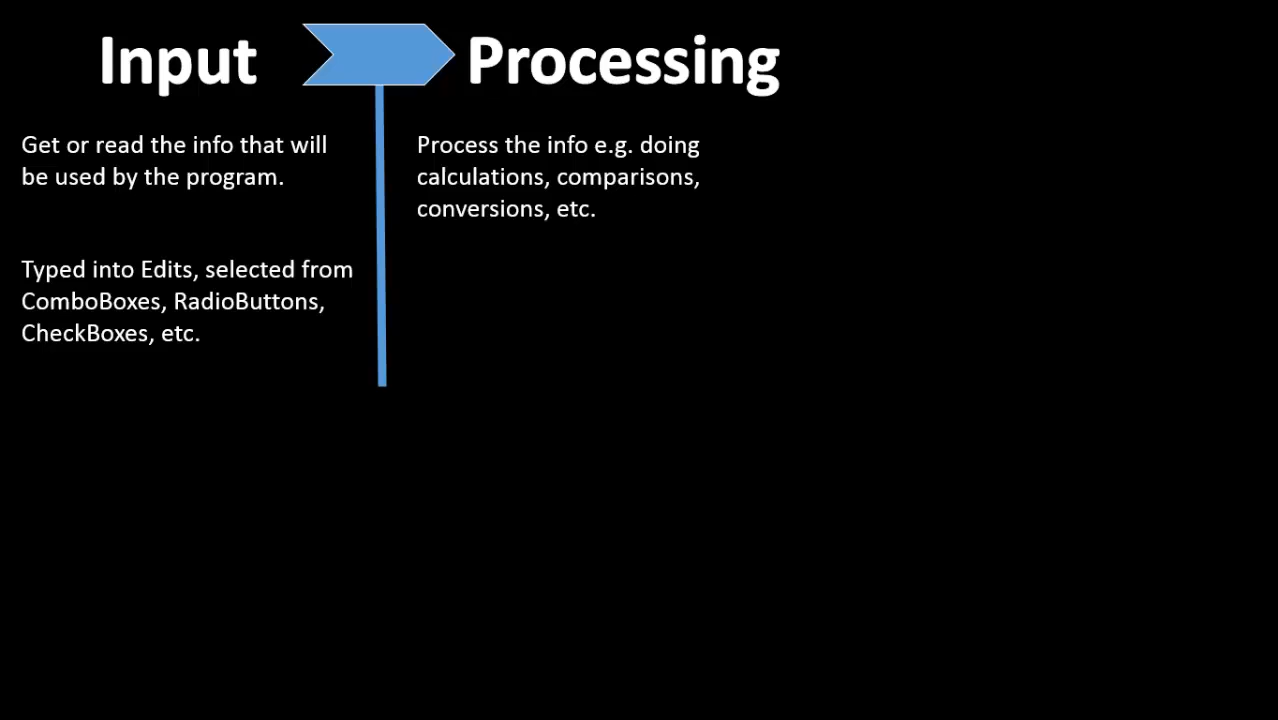 Input
Processing
Get or read the info that will
be used by the program.
Typed into Edits, selected from
ComboBoxes, RadioButtons,
CheckBoxes, etc.
Process the info e.g. doing
calculations, comparisons,
conversions, etc.